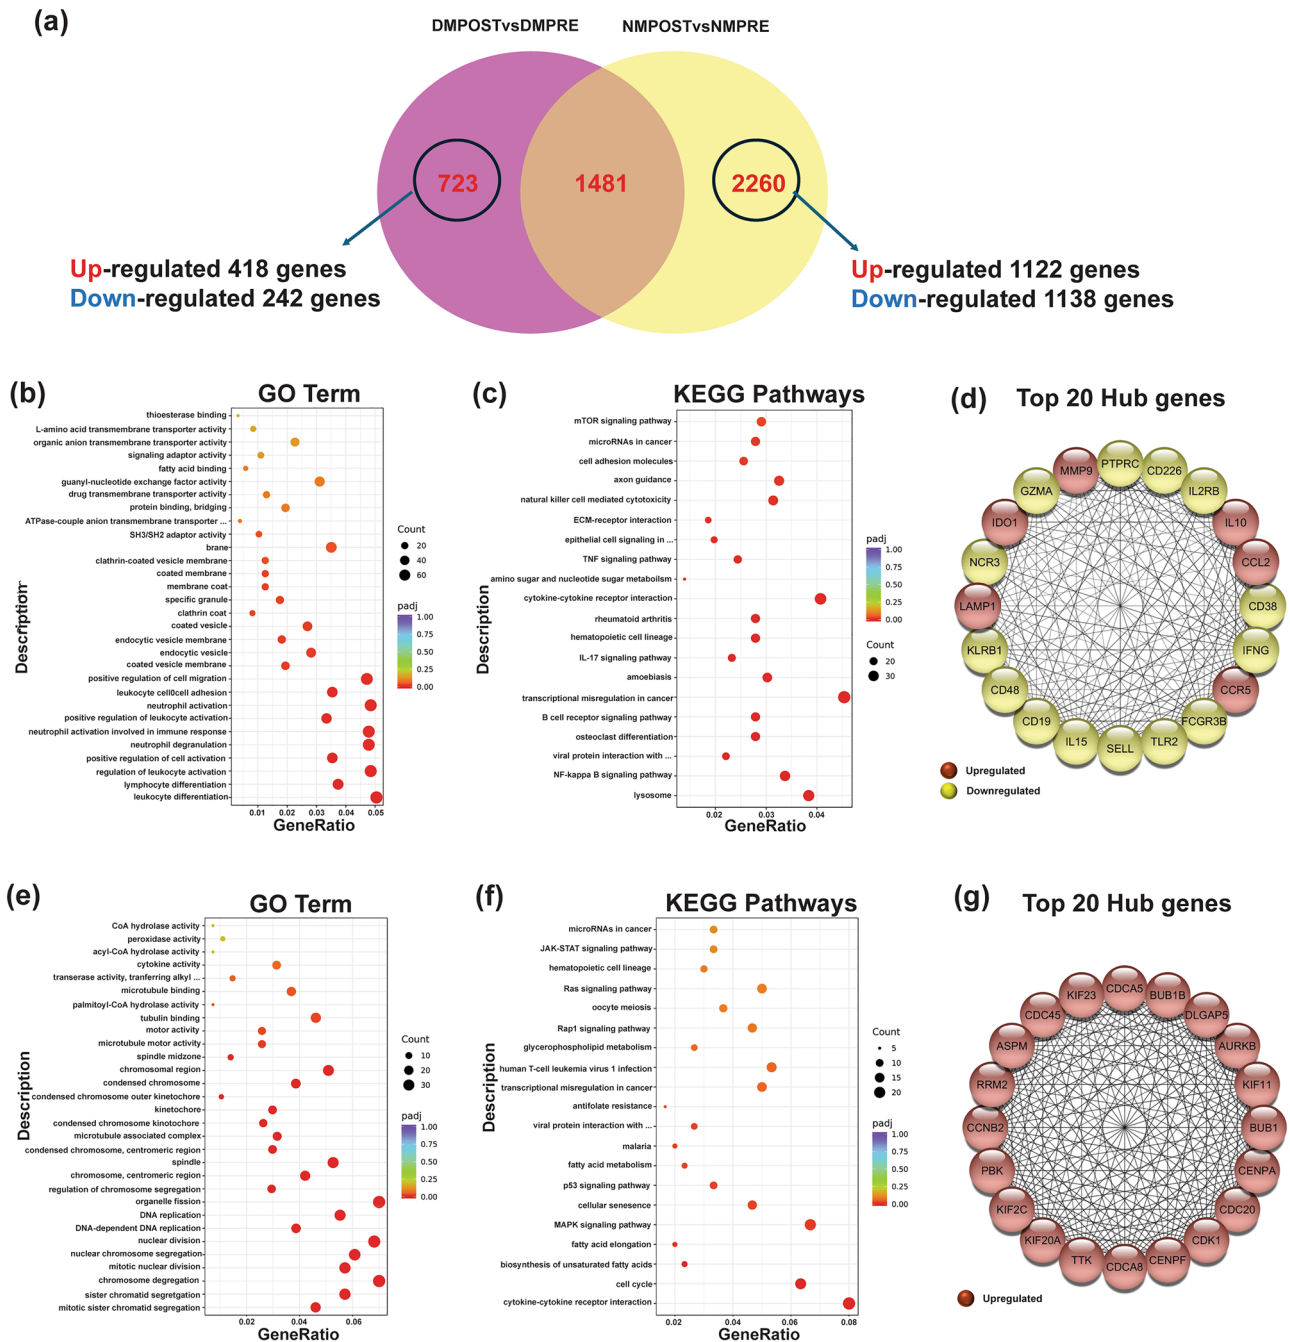 (a)
DMPOSTvsDMPRE
NMPOSTvsNMPRE
723
1481
2260
Up-regulated 418 genes
Down-regulated 242 genes
Up-regulated 1122 genes
Down-regulated 1138 genes
(b)
GO Term
Description
thioesterase binding
L-amino acid transmembrane transporter activity
organic anion transmembrane transporter activity
signaling adaptor activity
fatty acid binding
guanyl-nucleotide exchange factor activity
drug transmembrane transporter activity
protein binding, bridging
ATPase-couple anion transmembrane transporter ...
SH3/SH2 adaptor activity
brane
clathrin-coated vesicle membrane
coated membrane
membrane coat
specific granule
clathrin coat
coated vesicle
endocytic vesicle membrane
endocytic vesicle
coated vesicle membrane
positive regulation of cell migration
leukocyte cell0cell adhesion
neutrophil activation
positive regulation of leukocyte activation
neutrophil activation involved in immune response
neutrophil degranulation
positive regulation of cell activation
regulation of leukocyte activation
lymphocyte differentiation
leukocyte differentiation
0.01 0.02 0.03 0.04 0.05
GeneRatio
Count
20
40
60
padj
1.00
0.75
0.50
0.25
0.00
(c)
KEGG Pathways
Description
mTOR signaling pathway
microRNAs in cancer
cell adhesion molecules
axon guidance
natural killer cell mediated cytotoxicity
ECM-receptor interaction
epithelial cell signaling in ...
TNF signaling pathway
amino sugar and nucleotide sugar metaboilsm
cytokine-cytokine receptor interaction
rheumatoid arthritis
hematopoietic cell lineage
IL-17 signaling pathway
amoebiasis
transcriptional misregulation in cancer
B cell receptor signaling pathway
osteoclast differentiation
viral protein interaction with ...
NF-kappa B signaling pathway
lysosome
0.02 0.03 0.04
GeneRatio
padj
1.00
0.75
0.50
0.25
0.00
Count
20
30
(d)
Top 20 Hub genes
PTPRC
CD226
IL2RB
IL10
CCL2
CD38
IFNG
CCR5
FCGR3B
TLR2
SELL
IL15
CD19
CD48
KLRB1
LAMP1
NCR3
IDO1
GZMA
MMP9
Upregulated
Downregulated
(e)
GO Term
Description
CoA hydrolase activity
peroxidase activity
acyl-CoA hydrolase activity
cytokine activity
transerase activity, tranferring alkyl ...
microtubule binding
palmitoyl-CoA hydrolase activity
tubulin binding
motor activity
microtubule motor activity
spindle midzone
chromosomal region
condensed chromosome
condensed chromosome outer kinetochore
kinetochore
condensed chromosome kinotochore
microtubule associated complex
condensed chromosome, centromeric region
spindle
chromosome, centromeric region
regulation of chromosome segregation
organelle fission
DNA replication
DNA-dependent DNA replication
nuclear division
nuclear chromosome segregation
mitotic nuclear division
chromosome degregation
sister chromatid segretgation
mitotic sister chromatid segregation
0.02 0.04 0.06
GeneRatio
Count
10
20
30
padj
1.00
0.75
0.50
0.25
0.00
(f)
KEGG Pathways
Description
microRNAs in cancer
JAK-STAT signaling pathway
hematopoietic cell lineage
Ras signaling pathway
oocyte meiosis
Rap1 signaling pathway
glycerophospholipid metabolism
human T-cell leukemia virus 1 infection
transcriptional misregulation in cancer
antifolate resistance
viral protein interaction with ...
malaria
fatty acid metabolism
p53 signaling pathway
cellular senesence
MAPK signaling pathway
fatty acid elongation
biosynthesis of unsaturated fatty acids
cell cycle
cytokine-cytokine receptor interaction
0.02 0.04 0.06 0.08
GeneRatio
Count
5
10
15
20
padj
1.00
0.75
0.50
0.25
0.00
(g)
Top 20 Hub genes
CDCA5
BUB1B
DLGAP5
AURKB
KIF11
BUB1
CENPA
CDC20
CDK1
CENPF
CDCA8
TTK
KIF20A
KIF2C
PBK
CCNB2
RRM2
ASPM
CDC45
KIF23
Upregulated